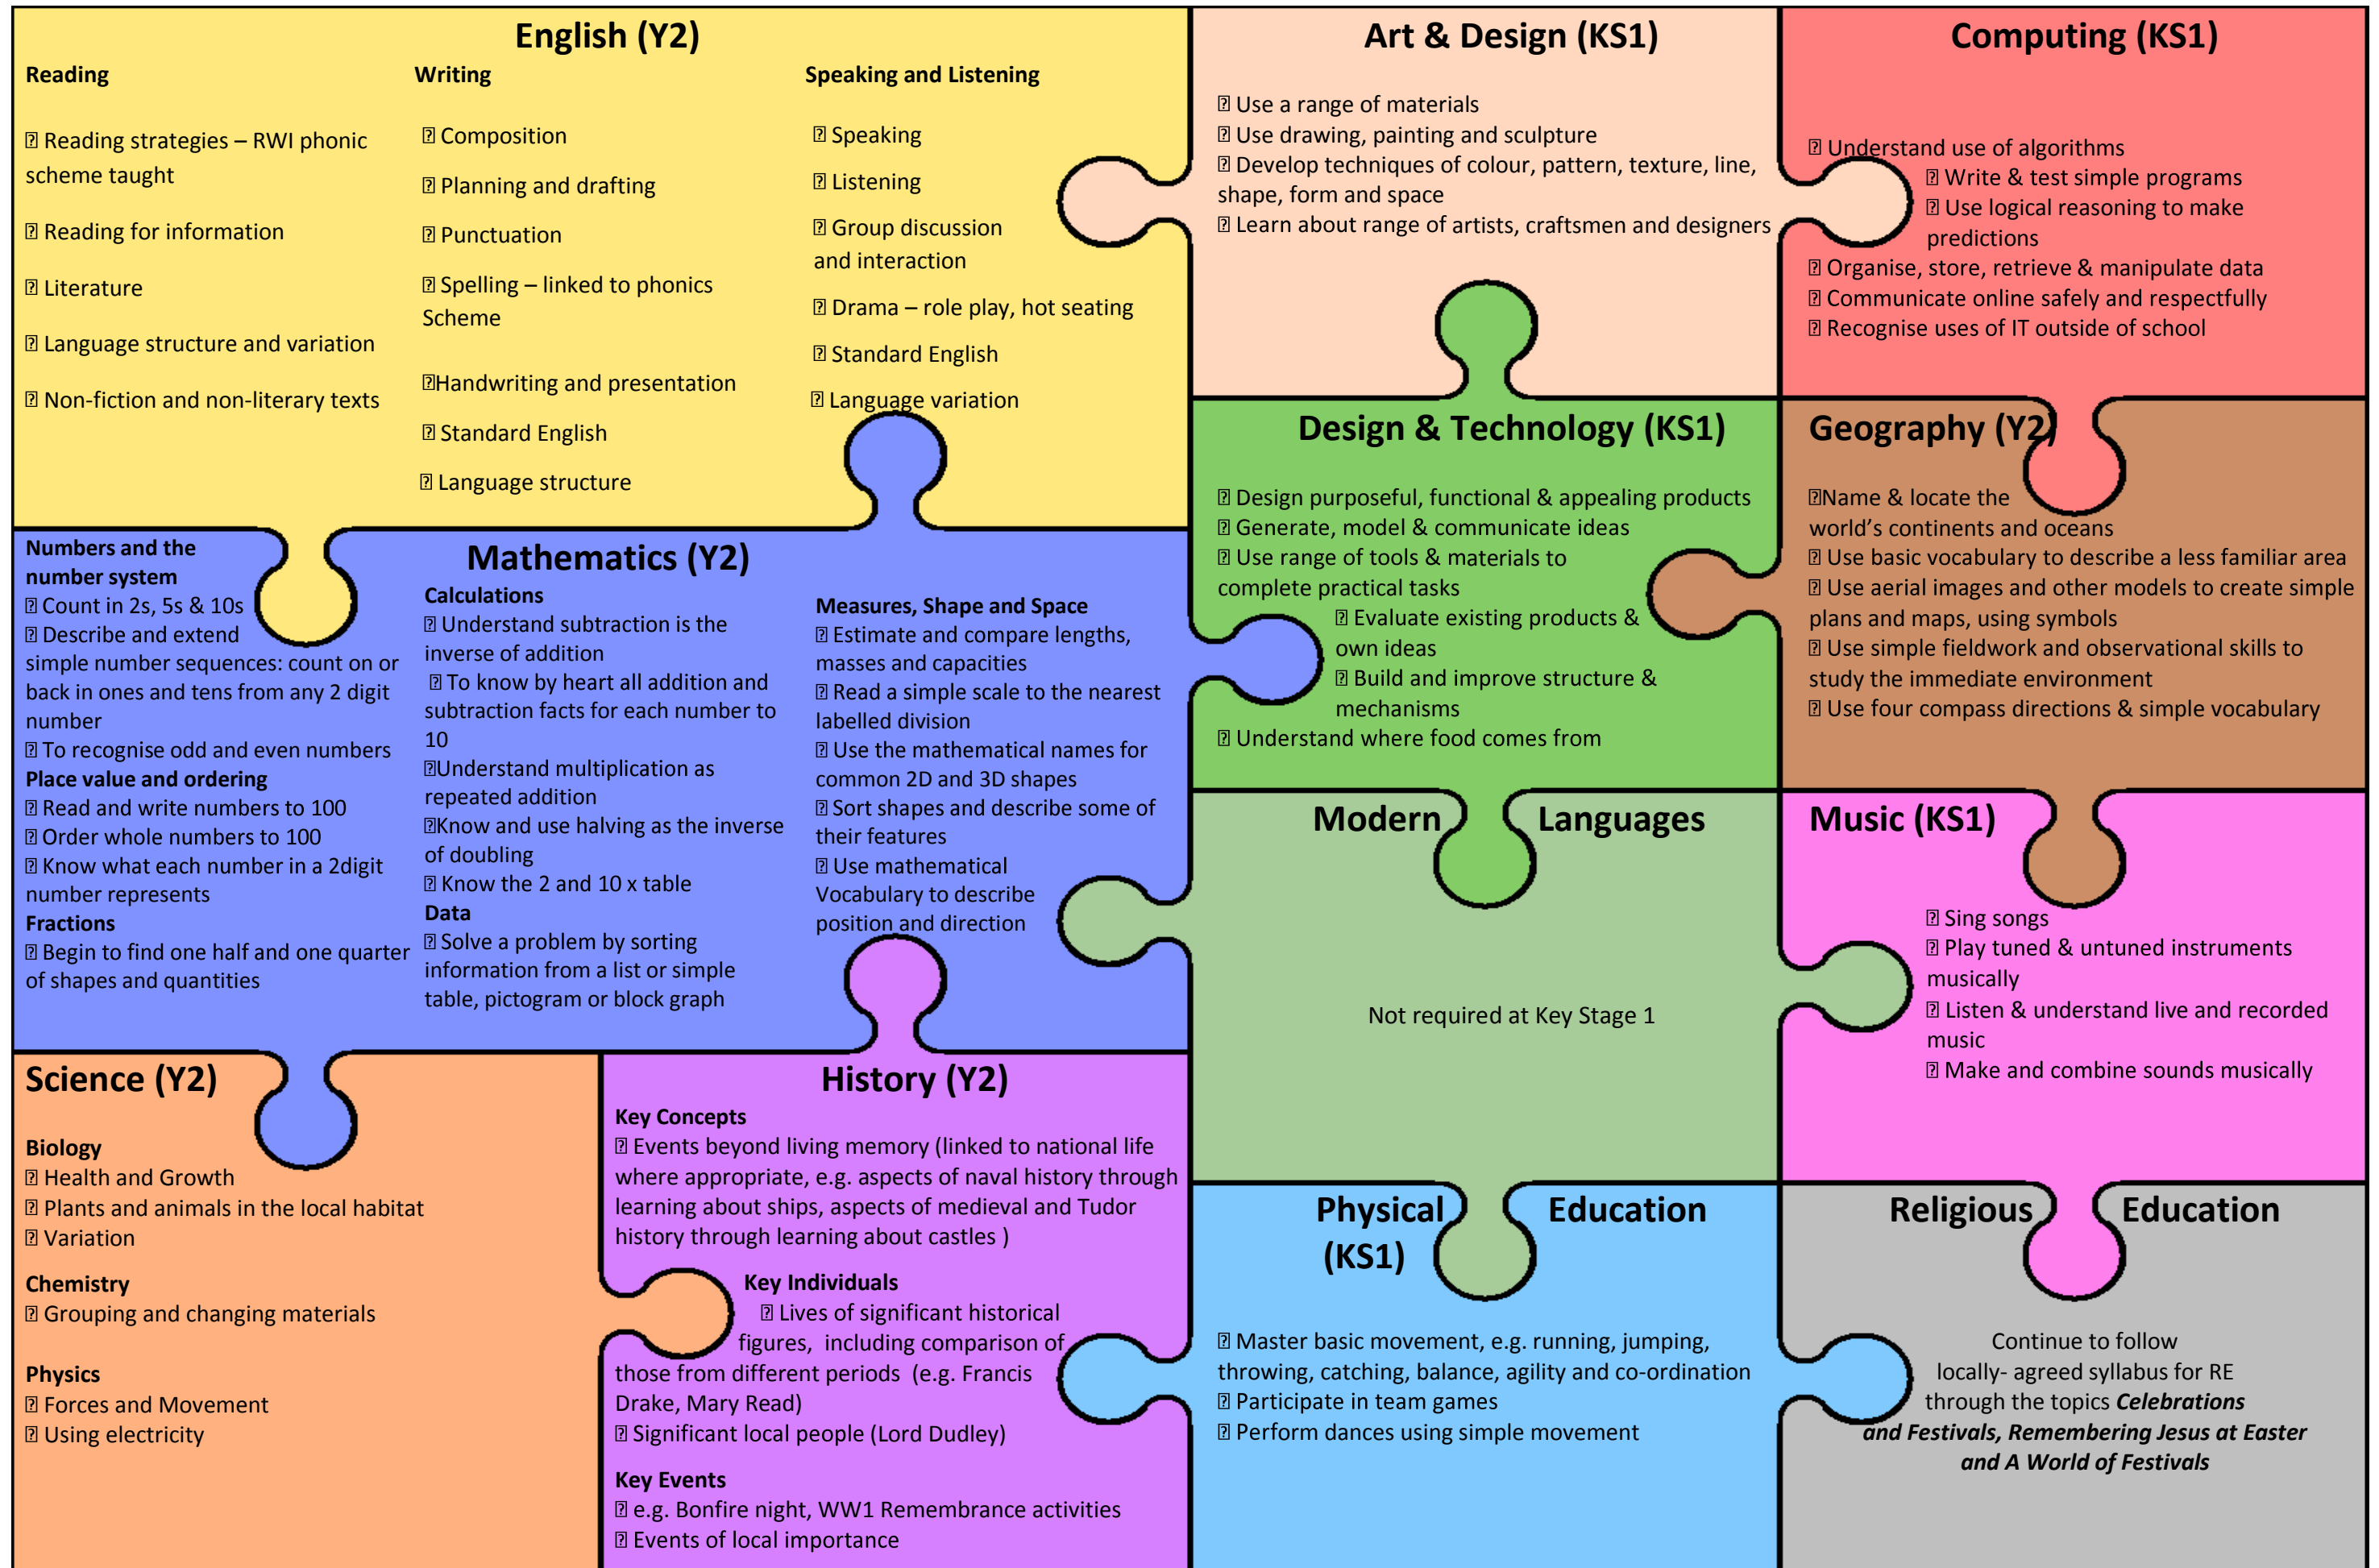 English (Y2)
Reading
⍰ Reading strategies – RWI phonic
scheme taught
⍰ Reading for information
⍰ Literature
⍰ Language structure and variation
⍰ Non-fiction and non-literary texts
Writing
⍰ Composition
⍰ Planning and drafting
⍰ Punctuation
⍰ Spelling – linked to phonics
Scheme
⍰Handwriting and presentation
⍰ Standard English
⍰ Language structure
Speaking and Listening
⍰ Speaking
⍰ Listening
⍰ Group discussion
and interaction
⍰ Drama – role play, hot seating
⍰ Standard English
⍰ Language variation
Art & Design (KS1)
⍰ Use a range of materials
⍰ Use drawing, painting and sculpture
⍰ Develop techniques of colour, pattern, texture, line,
shape, form and space
⍰ Learn about range of artists, craftsmen and designers
Computing (KS1)
⍰ Understand use of algorithms
⍰ Write & test simple programs
⍰ Use logical reasoning to make
predictions
⍰ Organise, store, retrieve & manipulate data
⍰ Communicate online safely and respectfully
⍰ Recognise uses of IT outside of school
Mathematics (Y2)
Numbers and the
number system
⍰ Count in 2s, 5s & 10s
⍰ Describe and extend
simple number sequences: count on or
back in ones and tens from any 2 digit
number
⍰ To recognise odd and even numbers
Place value and ordering
⍰ Read and write numbers to 100
⍰ Order whole numbers to 100
⍰ Know what each number in a 2digit
number represents
Fractions
⍰ Begin to find one half and one quarter
of shapes and quantities
Calculations
⍰ Understand subtraction is the
inverse of addition
⍰ To know by heart all addition and
subtraction facts for each number to
10
⍰Understand multiplication as
repeated addition
⍰Know and use halving as the inverse
of doubling
⍰ Know the 2 and 10 x table
Data
⍰ Solve a problem by sorting
information from a list or simple
table, pictogram or block graph
Measures, Shape and Space
⍰ Estimate and compare lengths,
masses and capacities
⍰ Read a simple scale to the nearest
labelled division
⍰ Use the mathematical names for
common 2D and 3D shapes
⍰ Sort shapes and describe some of
their features
⍰ Use mathematical
Vocabulary to describe
position and direction
Design & Technology (KS1)
⍰ Design purposeful, functional & appealing products
⍰ Generate, model & communicate ideas
⍰ Use range of tools & materials to
complete practical tasks
⍰ Evaluate existing products &
own ideas
⍰ Build and improve structure &
mechanisms
⍰ Understand where food comes from
Geography (Y2)
⍰Name & locate the
world's continents and oceans
⍰ Use basic vocabulary to describe a less familiar area
⍰ Use aerial images and other models to create simple
plans and maps, using symbols
⍰ Use simple fieldwork and observational skills to
study the immediate environment
⍰ Use four compass directions & simple vocabulary
Modern Languages
Not required at Key Stage 1
Music (KS1)
⍰ Sing songs
⍰ Play tuned & untuned instruments
musically
⍰ Listen & understand live and recorded
music
⍰ Make and combine sounds musically
Science (Y2)
Biology
⍰ Health and Growth
⍰ Plants and animals in the local habitat
⍰ Variation
Chemistry
⍰ Grouping and changing materials
Physics
⍰ Forces and Movement
⍰ Using electricity
History (Y2)
Key Concepts
⍰ Events beyond living memory (linked to national life
where appropriate, e.g. aspects of naval history through
learning about ships, aspects of medieval and Tudor
history through learning about castles )
Key Individuals
⍰ Lives of significant historical
figures, including comparison of
those from different periods (e.g. Francis
Drake, Mary Read)
⍰ Significant local people (Lord Dudley)
Key Events
⍰ e.g. Bonfire night, WW1 Remembrance activities
⍰ Events of local importance
Physical Education
(KS1)
⍰ Master basic movement, e.g. running, jumping,
throwing, catching, balance, agility and co-ordination
⍰ Participate in team games
⍰ Perform dances using simple movement
Religious Education
Continue to follow
locally- agreed syllabus for RE
through the topics Celebrations
and Festivals, Remembering Jesus at Easter
and A World of Festivals